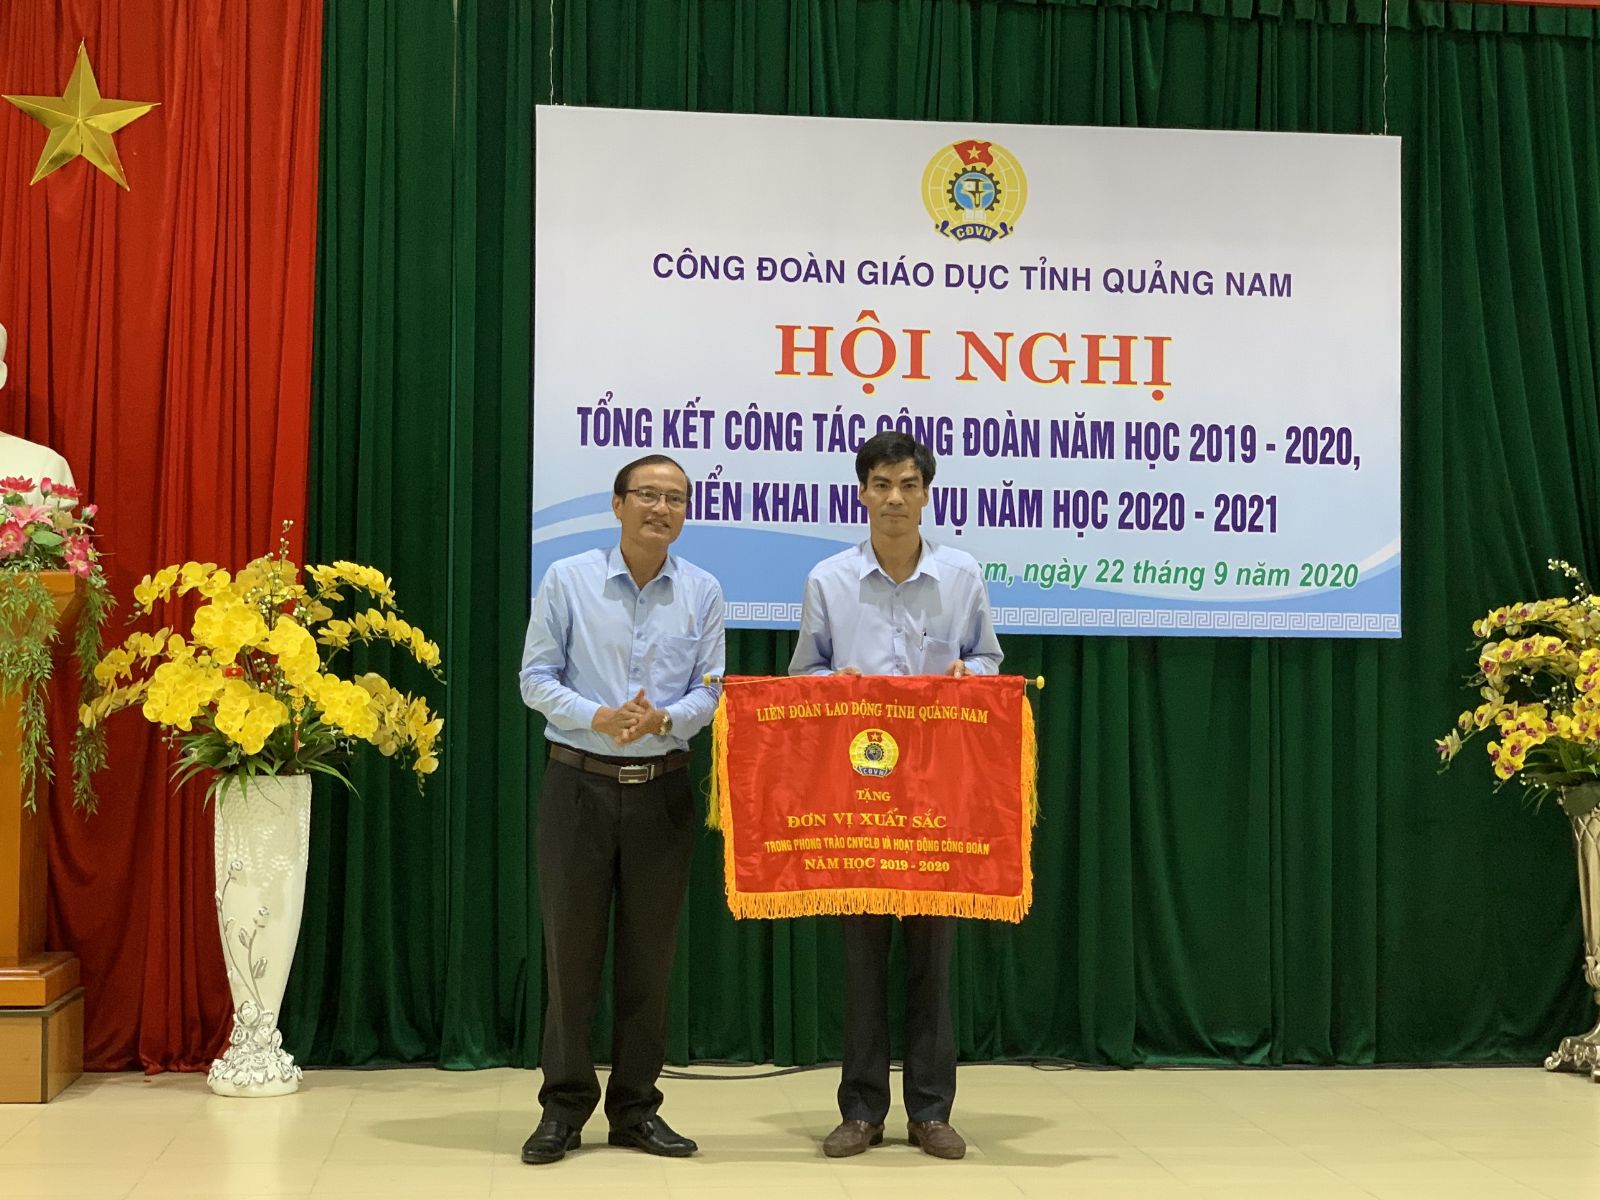 CĐVN
CÔNG ĐOÀN GIÁO DỤC TỈNH QUẢNG NAM
HỘI NGHỊ
TỔNG KẾT CÔNG TÁC CÔNG ĐOÀN NĂM HỌC 2019 - 2020,
KHAI VỤ NĂM HỌC 2020 - 2021
ngày 22 tháng 9 năm 2020
LIÊN ĐOÀN LAO ĐỘNG TỈNH QUẢNG NAM
CĐVN
TẶNG
ĐƠN VỊ XUẤT SẮC
TRONG PHONG TRÀO CNVCLĐ VÀ HOẠT ĐỘNG CÔNG ĐOÀN
NĂM HỌC 2019 - 2020